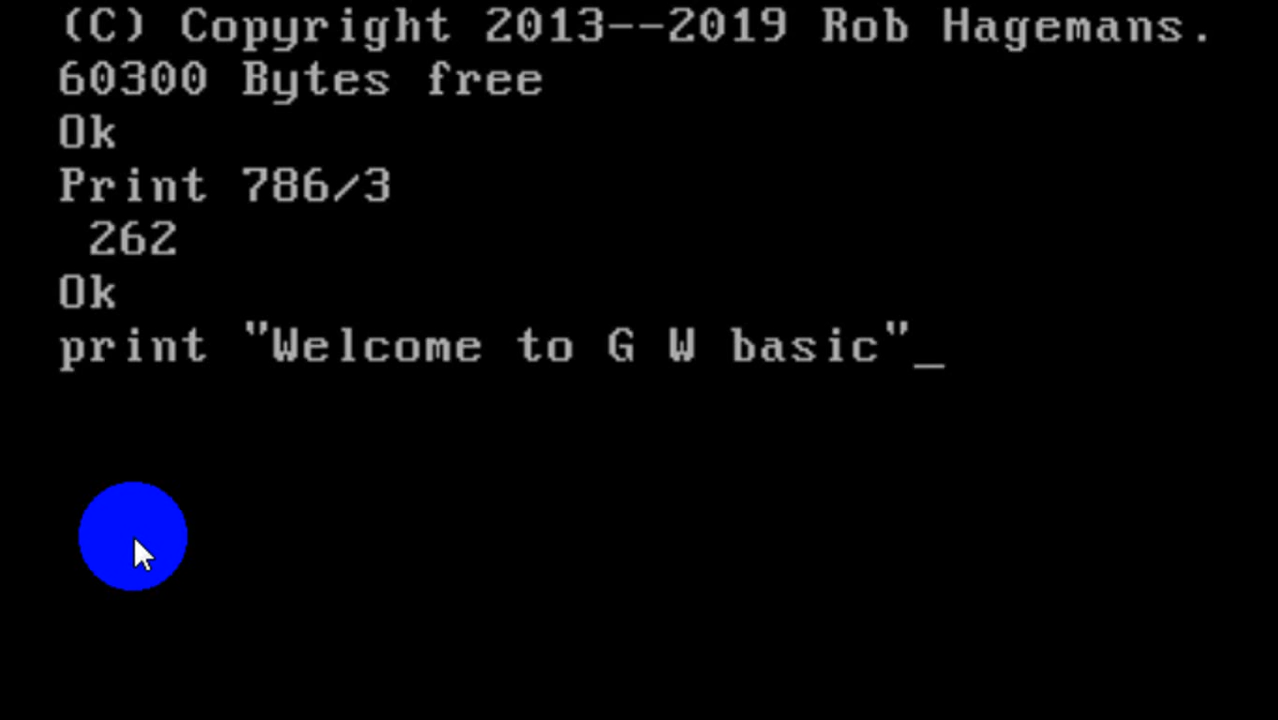 (C) Copyright 2013--2019 Rob Hagemans.
60300 Bytes free
Ok
Print 786/3
 262
Ok
print "Welcome to G W basic"_